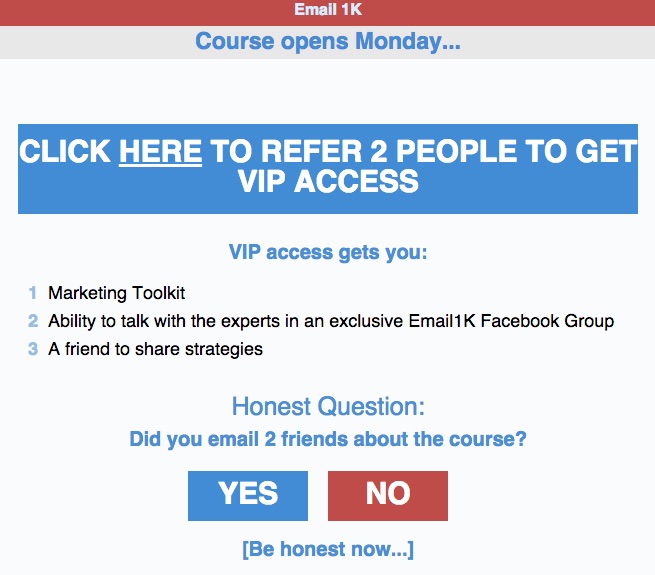 Email 1K
Course opens Monday...
CLICK HERE TO REFER 2 PEOPLE TO GET
VIP ACCESS
VIP access gets you:
1 Marketing Toolkit
2 Ability to talk with the experts in an exclusive Email1K Facebook Group
3 A friend to share strategies
Honest Question:
Did you email 2 friends about the course?
YES NO
[Be honest now...]